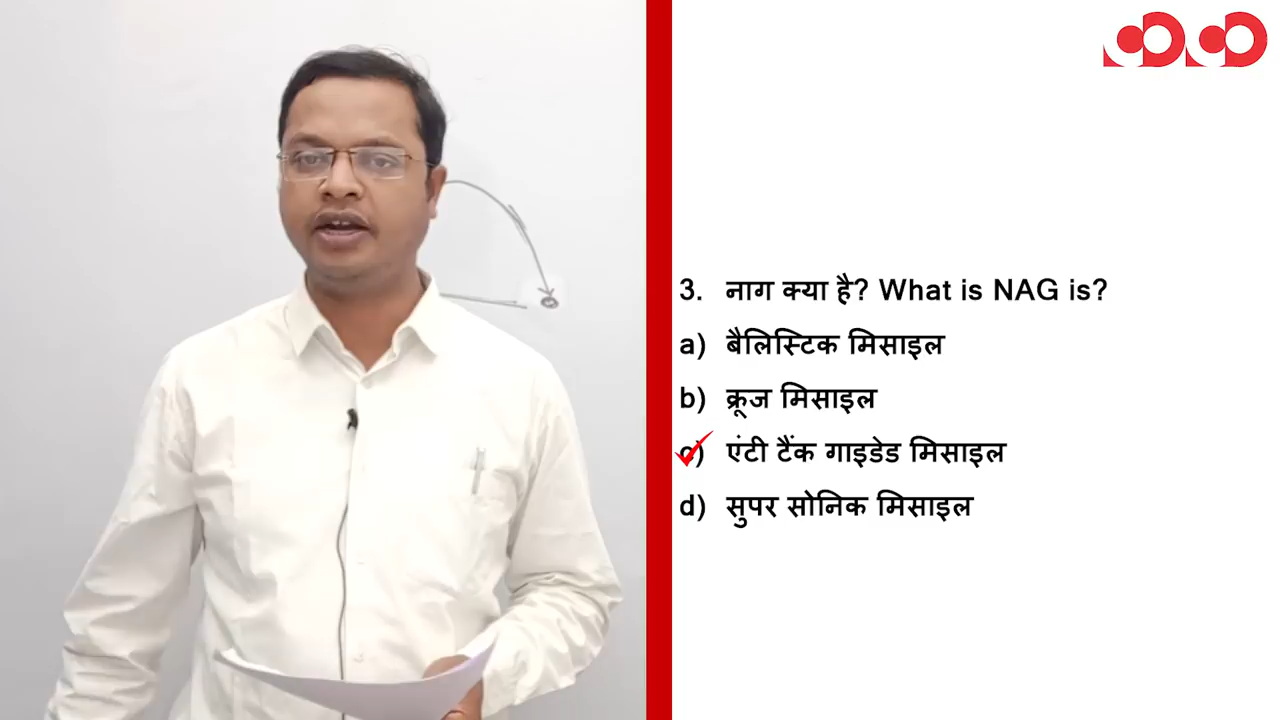 3. नाग क्या है? What is NAG is?
a) बैलिस्टिक मिसाइल
b) क्रूज मिसाइल
c) एंटी टैंक गाइडेड मिसाइल
d) सुपर सोनिक मिसाइल